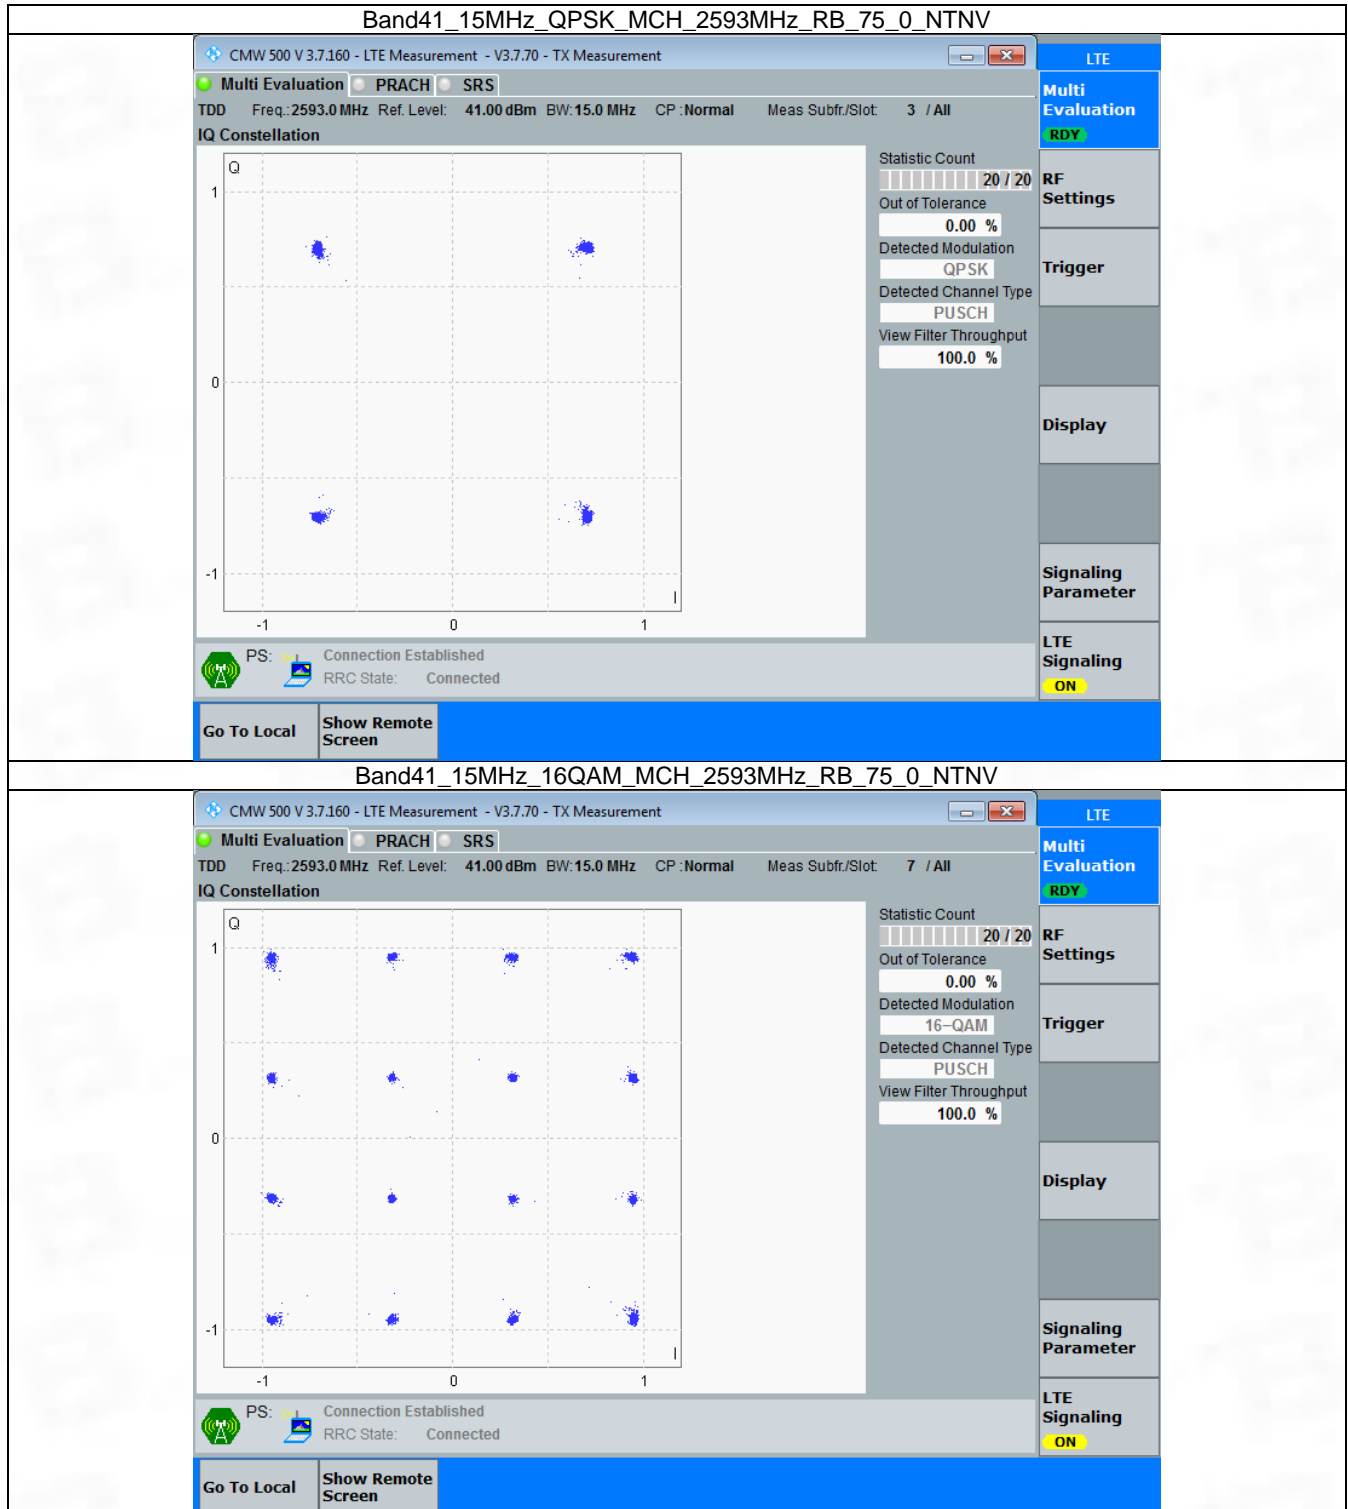 Band41_15MHz_QPSK_MCH_2593MHz_RB_75_0_NTNV
CMW 500 V 3.7.160 - LTE Measurement - V3.7.70 - TX Measurement
LTE
Multi Evaluation PRACH SRS
TDD Freg.:2593.0 MHz Ref. Level: 41.00 dBm BW:15.0 MHz CP :Normal Meas Subfr./Slot: 3 / All
IQ Constellation
Q
1
0
-1
I
-1 0 1
Statistic Count
20 / 20
Out of Tolerance
0.00 %
Detected Modulation
QPSK
Detected Channel Type
PUSCH
View Filter Throughput
100.0 %
Multi
Evaluation
RDY
RF
Settings
Trigger
Display
Signaling
Parameter
LTE
Signaling
ON
PS: Connection Established
RRC State: Connected
Go To Local
Show Remote
Screen
Band41_15MHz_16QAM_MCH_2593MHz_RB_75_0_NTNV
CMW 500 V 3.7.160 - LTE Measurement - V3.7.70 - TX Measurement
LTE
Multi Evaluation PRACH SRS
TDD Freg.:2593.0 MHz Ref. Level: 41.00 dBm BW:15.0 MHz CP :Normal Meas Subfr./Slot: 7 / All
IQ Constellation
Q
1
0
-1
I
-1 0 1
Statistic Count
20 / 20
Out of Tolerance
0.00 %
Detected Modulation
16-QAM
Detected Channel Type
PUSCH
View Filter Throughput
100.0 %
Multi
Evaluation
RDY
RF
Settings
Trigger
Display
Signaling
Parameter
LTE
Signaling
ON
PS: Connection Established
RRC State: Connected
Go To Local
Show Remote
Screen